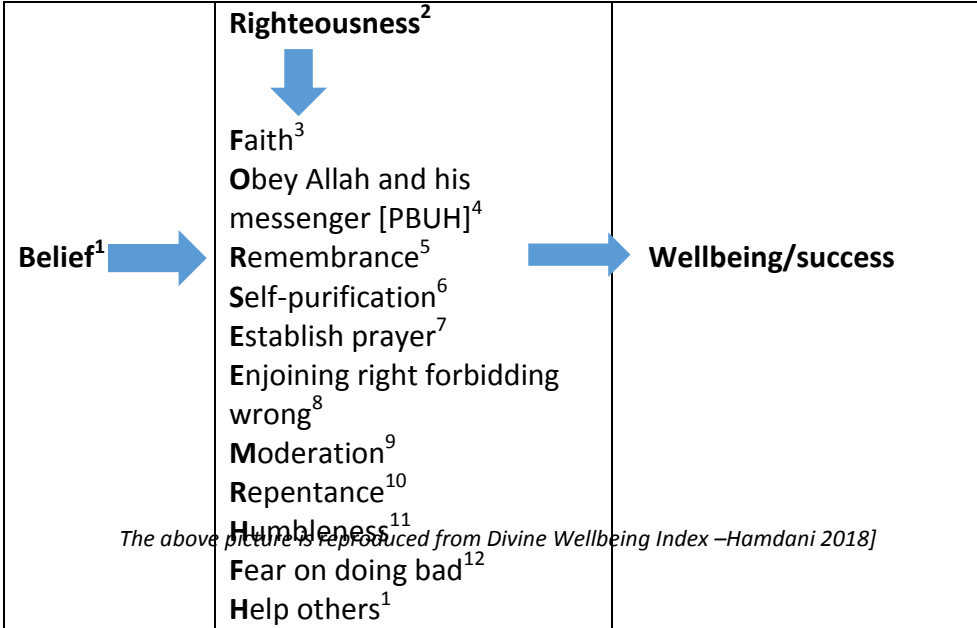 Righteousness²
Faith³
Obey Allah and his
messenger [PBUH]⁴
Belief¹
Remembrance⁵
Wellbeing/success
Self-purification⁶
Establish prayer⁷
Enjoining right forbidding
wrong⁸
Moderation⁹
Repentance¹⁰
Humbleness¹¹
The above picture is reproduced from Divine Wellbeing Index –Hamdani 2018]
Fear on doing bad¹²
Help others¹